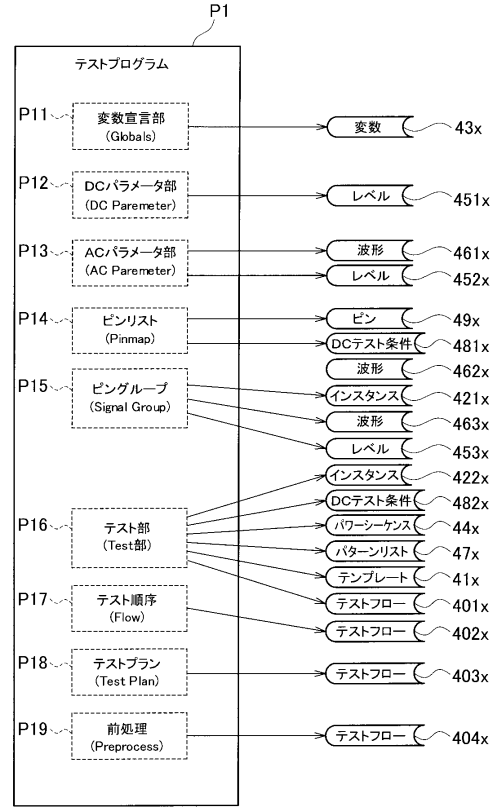 P1
テストプログラム
P11
変数宣言部
(Globals)
変数
43x
P12
DCパラメータ部
(DC Paremeter)
レベル
451x
P13
ACパラメータ部
(AC Paremeter)
波形
461x
レベル
452x
P14
ピンリスト
(Pinmap)
ピン
49x
DCテスト条件
481x
波形
462x
P15
ピングループ
(Signal Group)
インスタンス
421x
波形
463x
レベル
453x
インスタンス
422x
DCテスト条件
482x
P16
テスト部
(Test部)
パワーシーケンス
44x
パターンリスト
47x
テンプレート
41x
テストフロー
401x
P17
テスト順序
(Flow)
テストフロー
402x
P18
テストプラン
(Test Plan)
テストフロー
403x
P19
前処理
(Preprocess)
テストフロー
404x